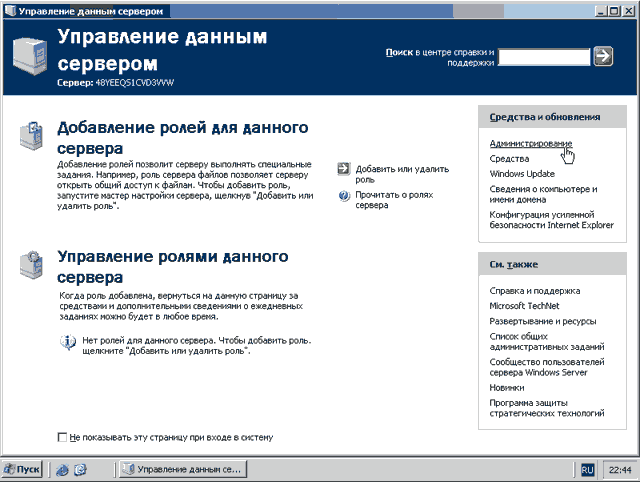 Управление данным сервером
Управление данным
сервером
Сервер: 48YEEQS1CVD3VVW
Поиск в центре справки и
поддержки
Добавление ролей для данного
сервера
Добавление ролей позволит серверу выполнять специальные
задания. Например, роль сервера файлов позволяет серверу
открыть общий доступ к файлам. Чтобы добавить роль,
запустите мастер настройки сервера, щелкнув "Добавить или
удалить роль".
Добавить или удалить
роль
Прочитать о ролях
сервера
Управление ролями данного
сервера
Когда роль добавлена, вернуться на данную страницу за
средствами и дополнительными сведениями о ежедневных
заданиях можно будет в любое время.
Нет ролей для данного сервера. Чтобы добавить роль.
щелкните "Добавить или удалить роль".
Средства и обновления
Администрирование
Средства
Windows Update
Сведения о компьютере и
имени домена
Конфигурация усиленной
безопасности Internet Explorer
См. также
Справка и поддержка
Microsoft TechNet
Развертывание и ресурсы
Список общих
административных заданий
Сообщество пользователей
сервера Windows Server
Новинки
Программа защиты
стратегических технологий
Не показывать эту страницу при входе в систему
Пуск
Управление данным се...
RU
22:44